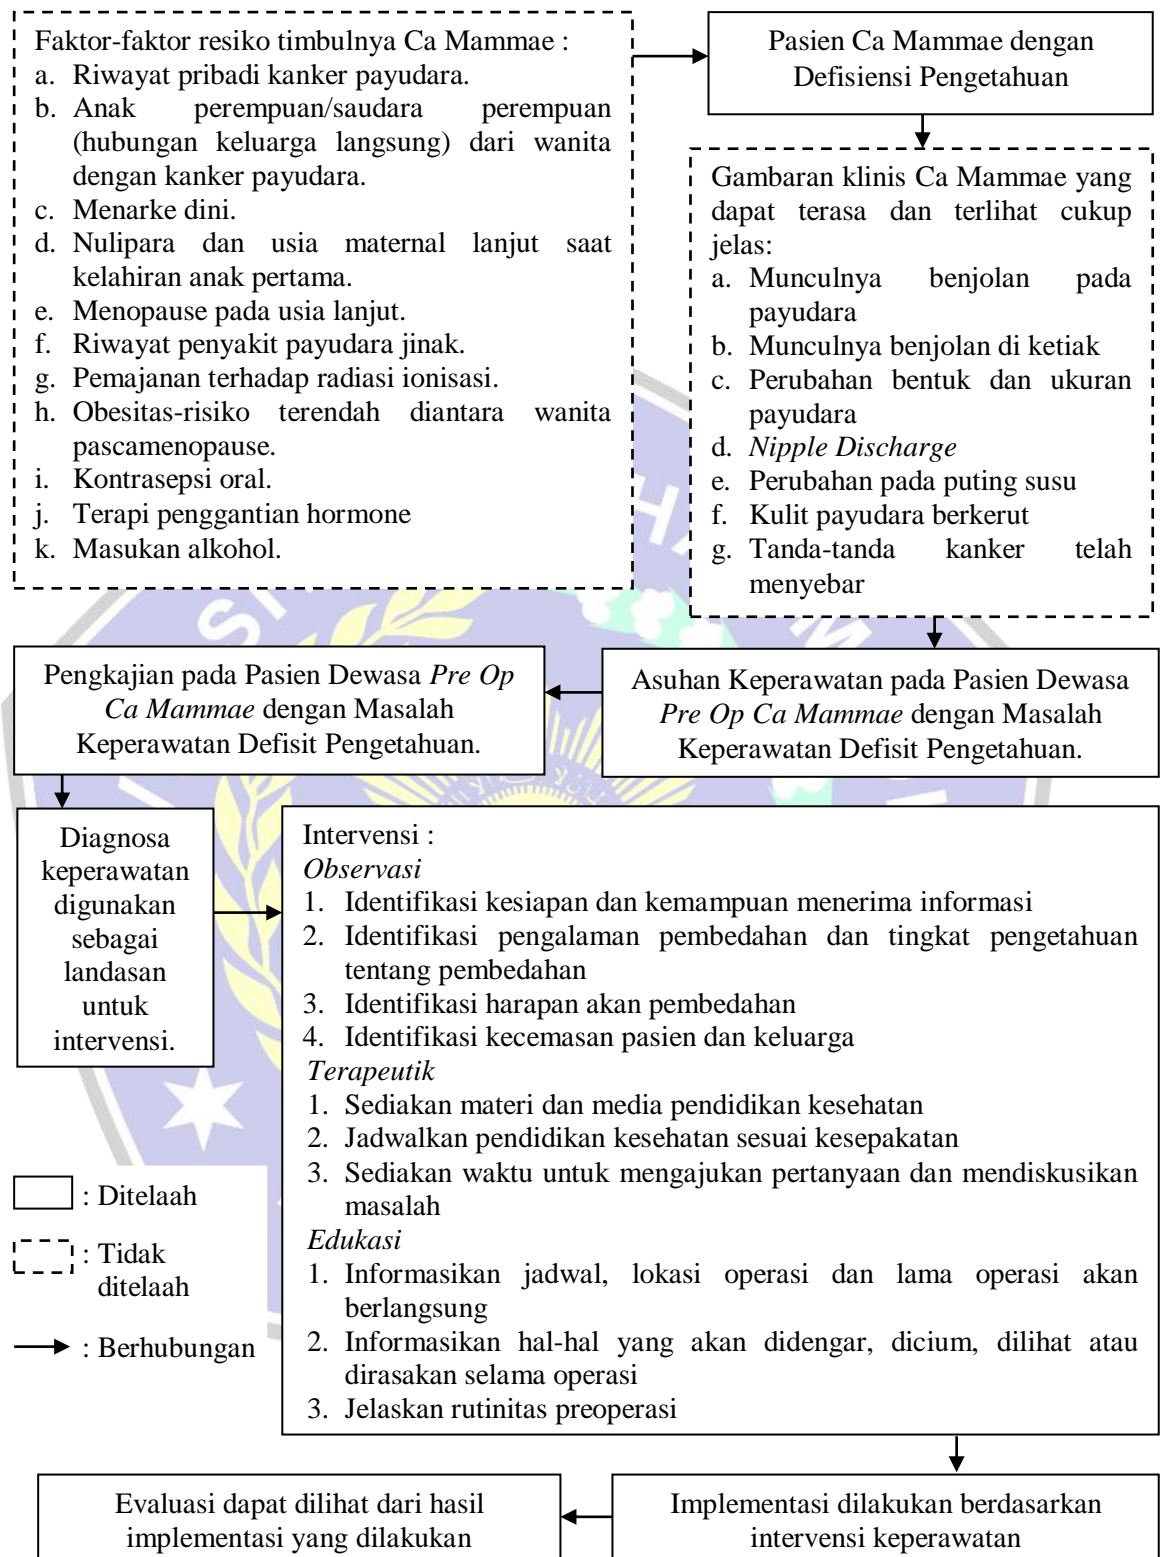 Faktor-faktor resiko timbulnya Ca Mammae :
a. Riwayat pribadi kanker payudara.
b. Anak perempuan/saudara perempuan
(hubungan keluarga langsung) dari wanita
dengan kanker payudara.
c. Menarke dini.
d. Nulipara dan usia maternal lanjut saat
kelahiran anak pertama.
e. Menopause pada usia lanjut.
f. Riwayat penyakit payudara jinak.
g. Pemajanan terhadap radiasi ionisasi.
h. Obesitas-risiko terendah diantara wanita
pascamenopause.
i. Kontrasepsi oral.
j. Terapi penggantian hormone
k. Masukan alkohol.
Pasien Ca Mammae dengan
Defisiensi Pengetahuan
Gambaran klinis Ca Mammae yang
dapat terasa dan terlihat cukup
jelas:
a. Munculnya benjolan pada
payudara
b. Munculnya benjolan di ketiak
c. Perubahan bentuk dan ukuran
payudara
d. Nipple Discharge
e. Perubahan pada puting susu
f. Kulit payudara berkerut
g. Tanda-tanda kanker telah
menyebar
Asuhan Keperawatan pada Pasien Dewasa
Pre Op Ca Mammae dengan Masalah
Keperawatan Defisit Pengetahuan.
Pengkajian pada Pasien Dewasa Pre Op
Ca Mammae dengan Masalah
Keperawatan Defisit Pengetahuan.
Diagnosa
keperawatan
digunakan
sebagai
landasan
untuk
intervensi.
Intervensi :
Observasi
1. Identifikasi kesiapan dan kemampuan menerima informasi
2. Identifikasi pengalaman pembedahan dan tingkat pengetahuan
tentang pembedahan
3. Identifikasi harapan akan pembedahan
4. Identifikasi kecemasan pasien dan keluarga
Terapeutik
1. Sediakan materi dan media pendidikan kesehatan
2. Jadwalkan pendidikan kesehatan sesuai kesepakatan
3. Sediakan waktu untuk mengajukan pertanyaan dan mendiskusikan
masalah
Edukasi
1. Informasikan jadwal, lokasi operasi dan lama operasi akan
berlangsung
2. Informasikan hal-hal yang akan didengar, dicium, dilihat atau
dirasakan selama operasi
3. Jelaskan rutinitas preoperasi
: Ditelaah
: Tidak
ditelaah
: Berhubungan
Implementasi dilakukan berdasarkan
intervensi keperawatan
Evaluasi dapat dilihat dari hasil
implementasi yang dilakukan